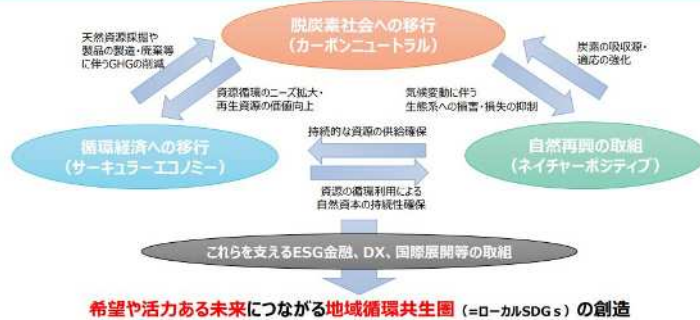 脱炭素社会への移行
(カーボンニュートラル)
天然資源採掘や
製品の製造・廃棄等
に伴うGHGの削減
資源循環のニーズ拡大・
再生資源の価値向上
気候変動に伴う
生態系への損害・損失の抑制
炭素の吸収源・
適応の強化
循環経済への移行
(サーキュラーエコノミー)
持続的な資源の供給確保
資源の循環利用による
自然資本の持続性確保
自然再興の取組
(ネイチャーポジティブ)
これらを支えるESG金融、DX、国際展開等の取組
希望や活力ある未来につながる地域循環共生圏(=ローカルSDGs)の創造